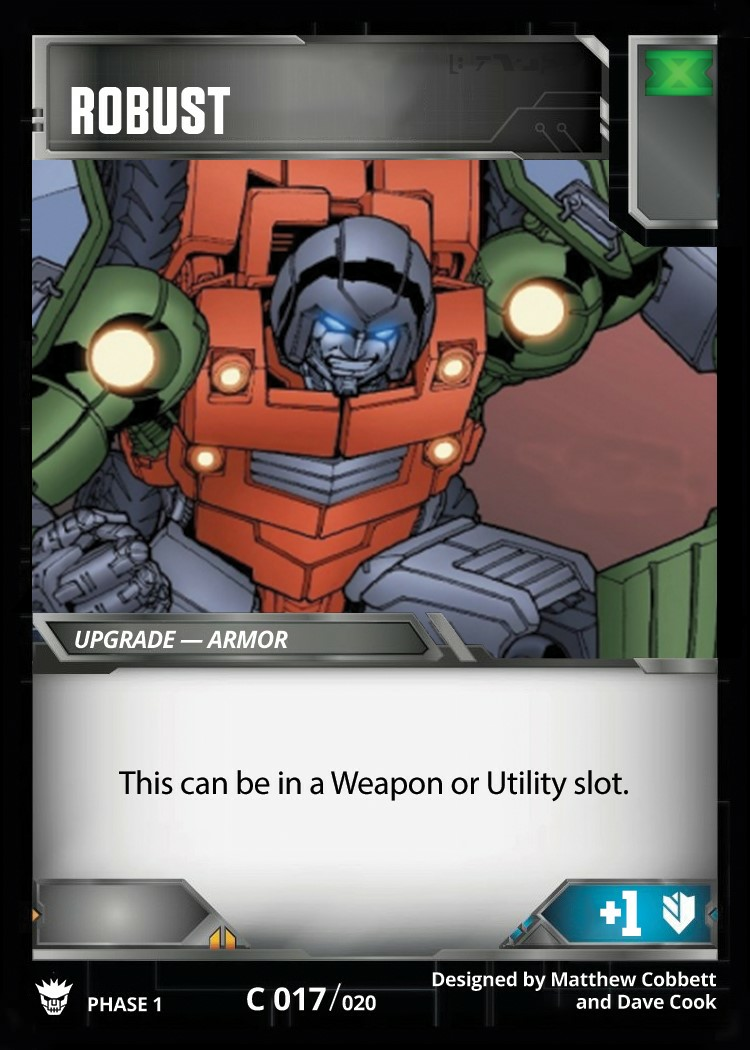 ROBUST
UPGRADE — ARMOR
This can be in a Weapon or Utility slot.
+1
PHASE 1
C 017/020
Designed by Matthew Cobbett
and Dave Cook